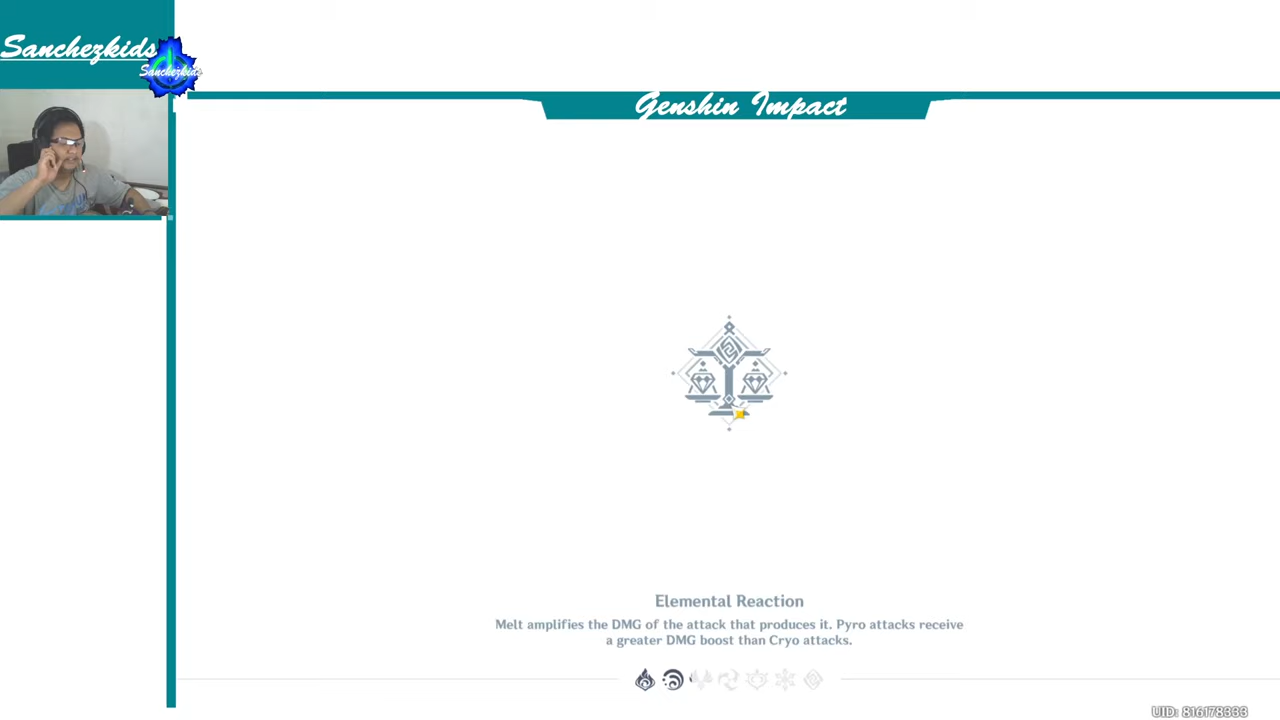 Sanchezkids
Sanchezkids
Genshin Impact
Elemental Reaction
Melt amplifies the DMG of the attack that produces it. Pyro attacks receive
a greater DMG boost than Cryo attacks.
UID: 816178333